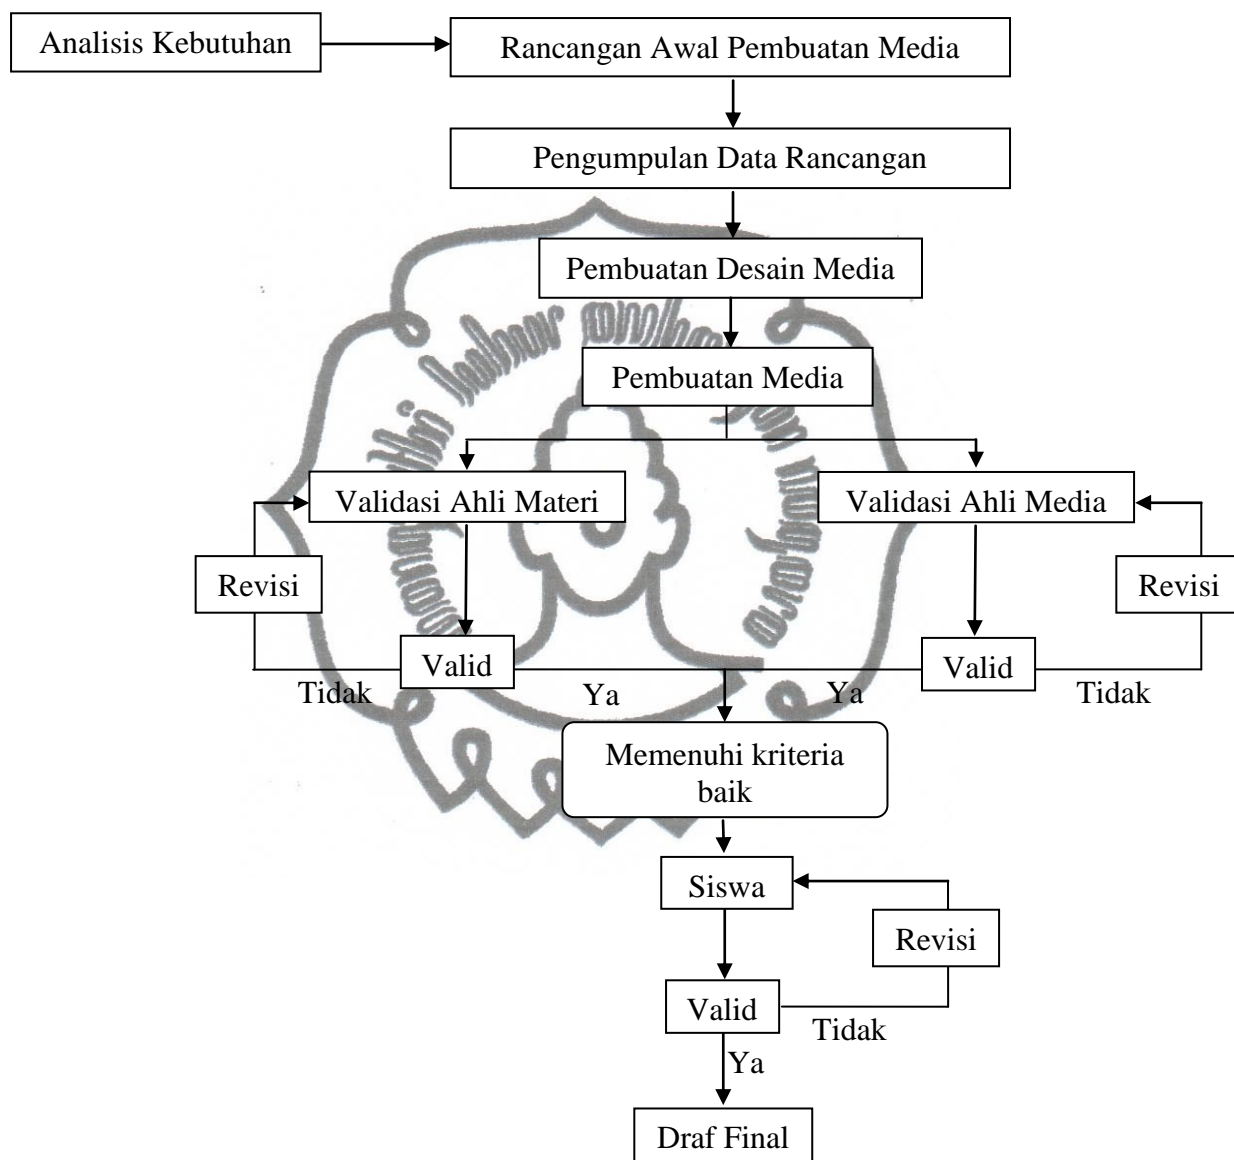 Analisis Kebutuhan
Rancangan Awal Pembuatan Media
Pengumpulan Data Rancangan
Pembuatan Desain Media
Pembuatan Media
Validasi Ahli Materi
Validasi Ahli Media
Revisi
Revisi
Valid
Valid
Tidak
Ya
Ya
Tidak
Memenuhi kriteria
baik
Siswa
Revisi
Valid
Tidak
Ya
Draf Final